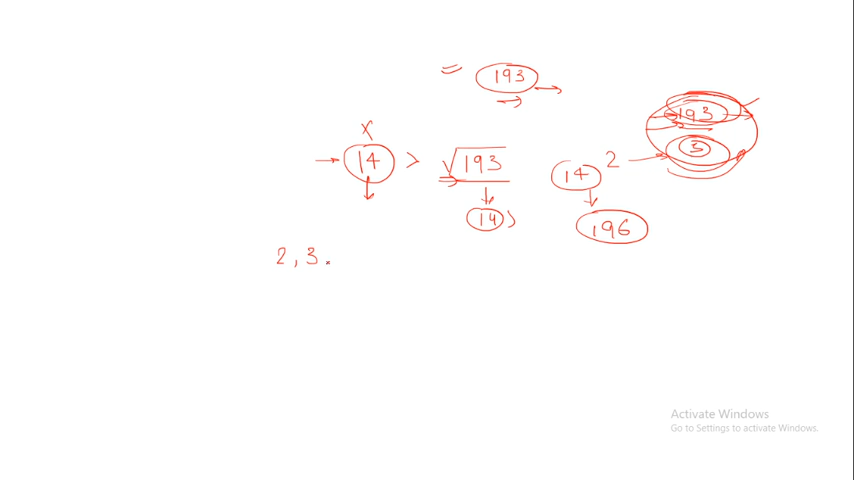 = 193
193
x
14 > √193
14 2
3
14 >
196
2, 3.
Activate Windows
Go to Settings to activate Windows.